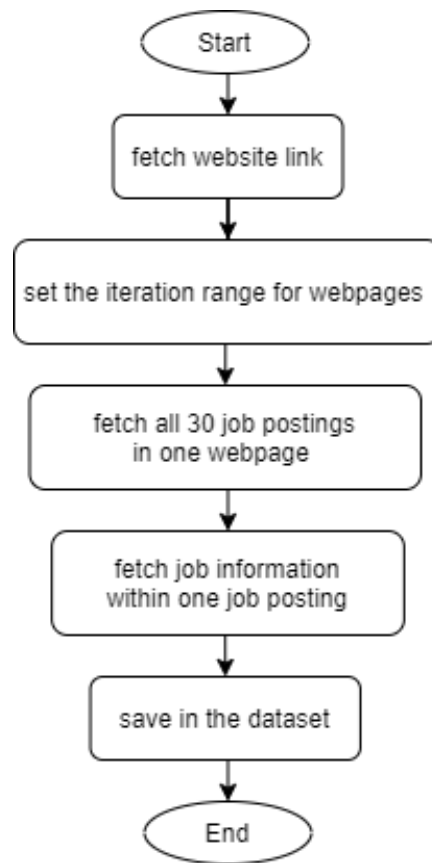 Start
fetch website link
set the iteration range for webpages
fetch all 30 job postings
in one webpage
fetch job information
within one job posting
save in the dataset
End